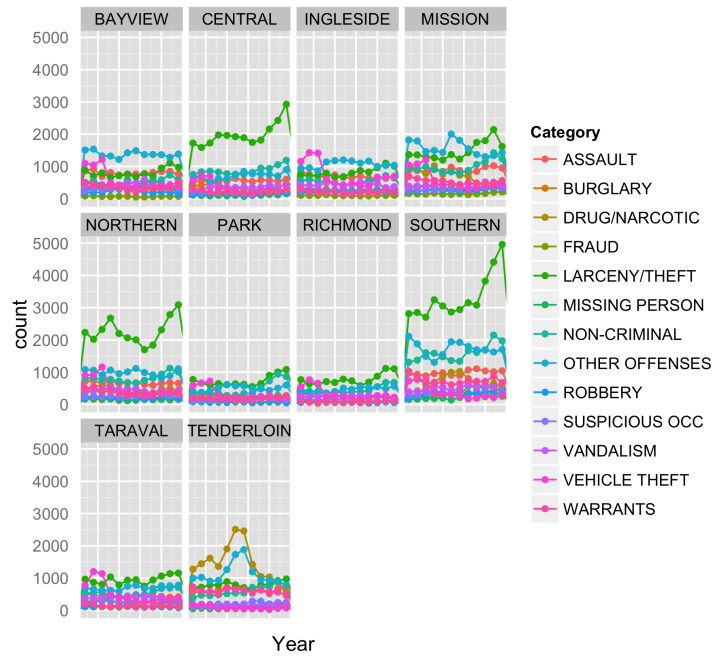 BAYVIEW CENTRAL INGLESIDE MISSION
5000
4000
3000
2000
1000
0
NORTHERN PARK RICHMOND SOUTHERN
5000
4000
3000
2000
1000
0
TARAVAL TENDERLOIN
5000
4000
3000
2000
1000
0
count
Year
Category
ASSAULT
BURGLARY
DRUG/NARCOTIC
FRAUD
LARCENY/THEFT
MISSING PERSON
NON-CRIMINAL
OTHER OFFENSES
ROBBERY
SUSPICIOUS OCC
VANDALISM
VEHICLE THEFT
WARRANTS